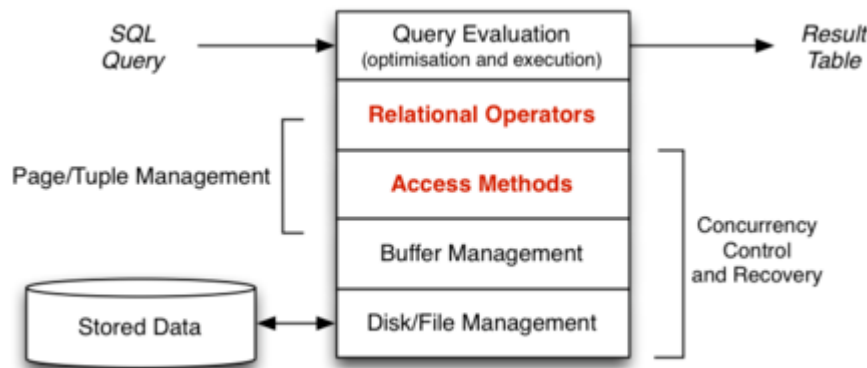 SQL
Query
Query Evaluation
(optimisation and execution)
Result
Table
Relational Operators
Page/Tuple Management
Access Methods
Buffer Management
Concurrency
Control
and Recovery
Stored Data
Disk/File Management